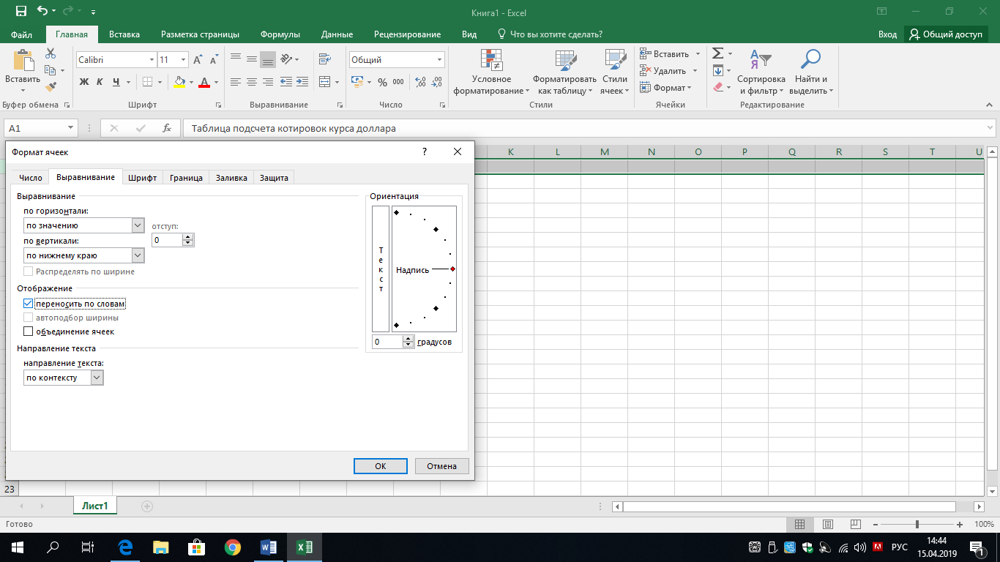 Книга1 - Excel
Файл Главная Вставка Разметка страницы Формулы Данные Рецензирование Вид Что вы хотите сделать? Вход Общий доступ
Вставить
Calibri 11
Ж К Ч А
Общий
% 000
Условное форматирование
Форматировать как таблицу
Стили ячеек
Вставить
Удалить
Формат
Сортировка и фильтр
Найти и выделить
Буфер обмена Шрифт Выравнивание Число Стили Ячейки Редактирование
A1 fx Таблица подсчета котировок курса доллара
K L M N O P Q R S T U
Формат ячеек ?
Число Выравнивание Шрифт Граница Заливка Защита
Выравнивание
по горизонтали:
по значению
отступ:
0
по вертикали:
по нижнему краю
Распределять по ширине
Отображение
переносить по словам
автоподбор ширины
объединение ячеек
Направление текста
направление текста:
по контексту
Ориентация
Текст
Надпись
0 градусов
ОК Отмена
23
Лист1
Готово 100%
РУС
14:44
15.04.2019
1